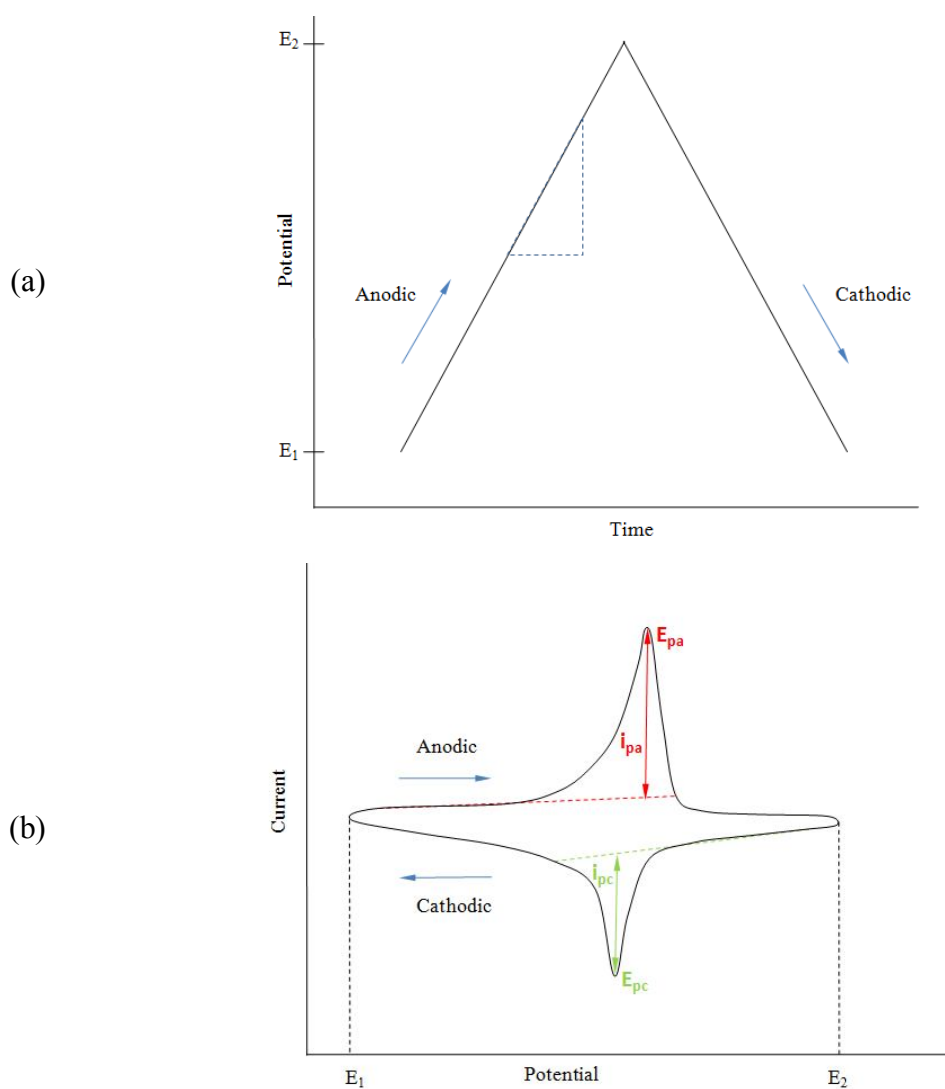 (a)
E₂
Potential
Anodic
Cathodic
E₁
Time
(b)
Current
Eₚₐ
iₚₐ
Anodic
iₚc
Cathodic
Eₚc
E₁
Potential
E₂